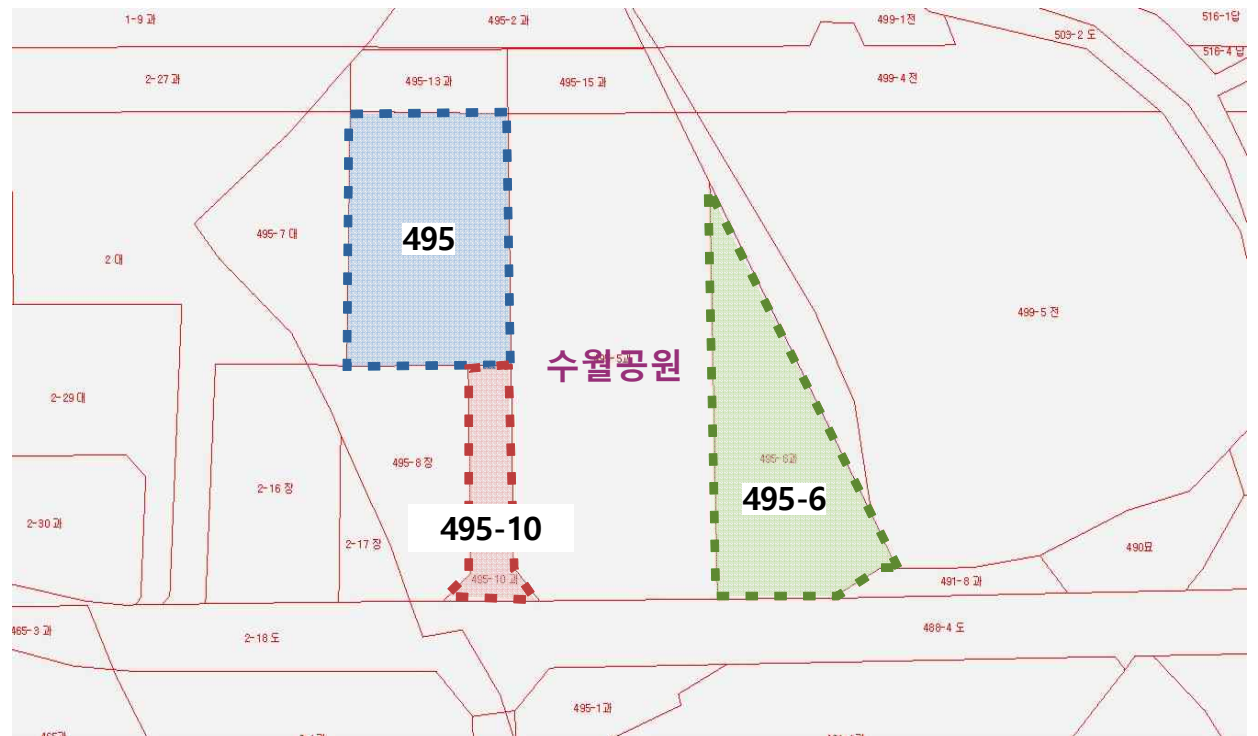 1-9 과
495-2 과
499-1 전
516-1 답
503-2 도
516-4 답
2-27 과
495-13 과
495-15 과
499-4 전
495-7 대
495
2 대
499-5 전
수월공원
2-29 대
495-8 장
495-6과
2-16 장
495-6
2-30 과
495-10
2-17 장
490묘
495-10 과
491-8 과
465-3 과
2-18 도
488-4 도
495-1 과